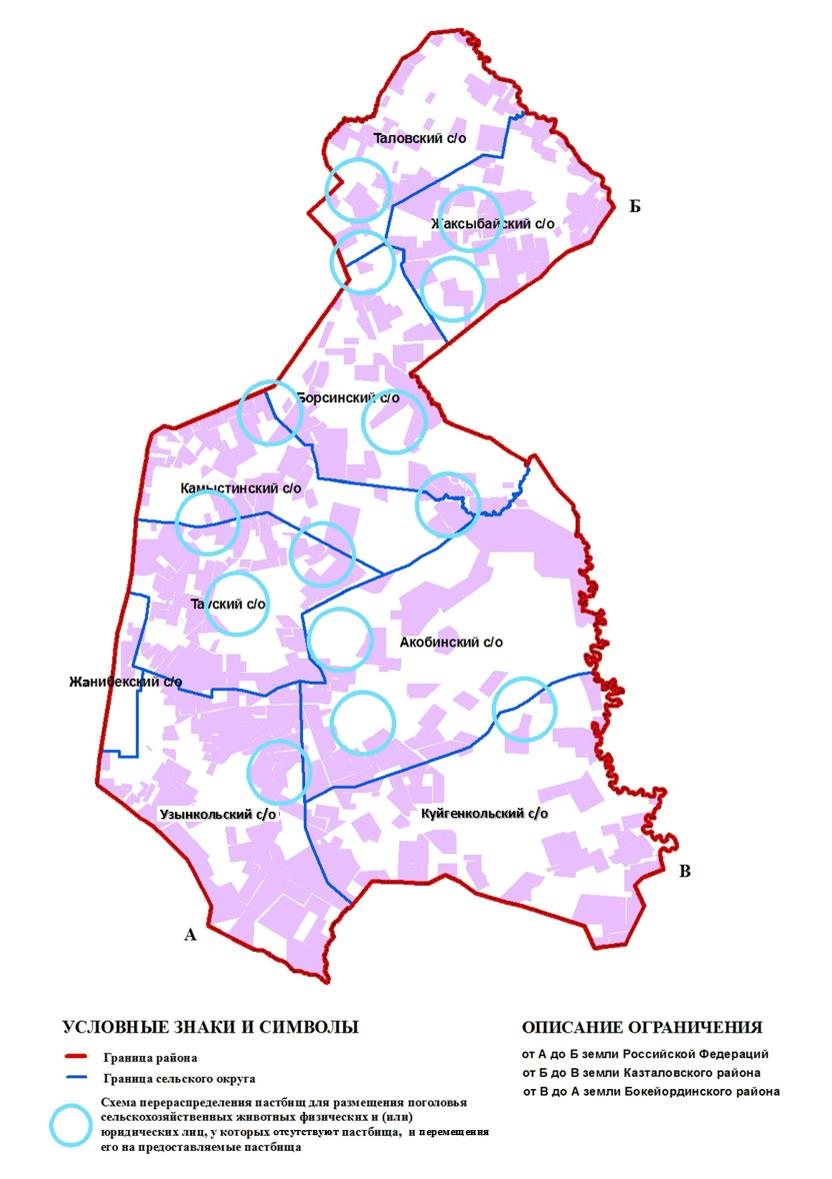 Таловский с/о
Б
Жаксыбайский с/о
Борсинский с/о
Камыстинский с/о
Тауский с/о
Акобинский с/о
Жанибекский с/о
Узынкольский с/о
Куйгенкольский с/о
В
А
УСЛОВНЫЕ ЗНАКИ И СИМВОЛЫ
Граница района
Граница сельского округа
Схема перераспределения пастбищ для размещения поголовья
сельскохозяйственных животных физических и (или)
юридических лиц, у которых отсутствуют пастбища, и перемещения
его на предоставляемые пастбища
ОПИСАНИЕ ОГРАНИЧЕНИЯ
от А до Б земли Российской Федераций
от Б до В земли Казталовского района
от В до А земли Бокейординского района